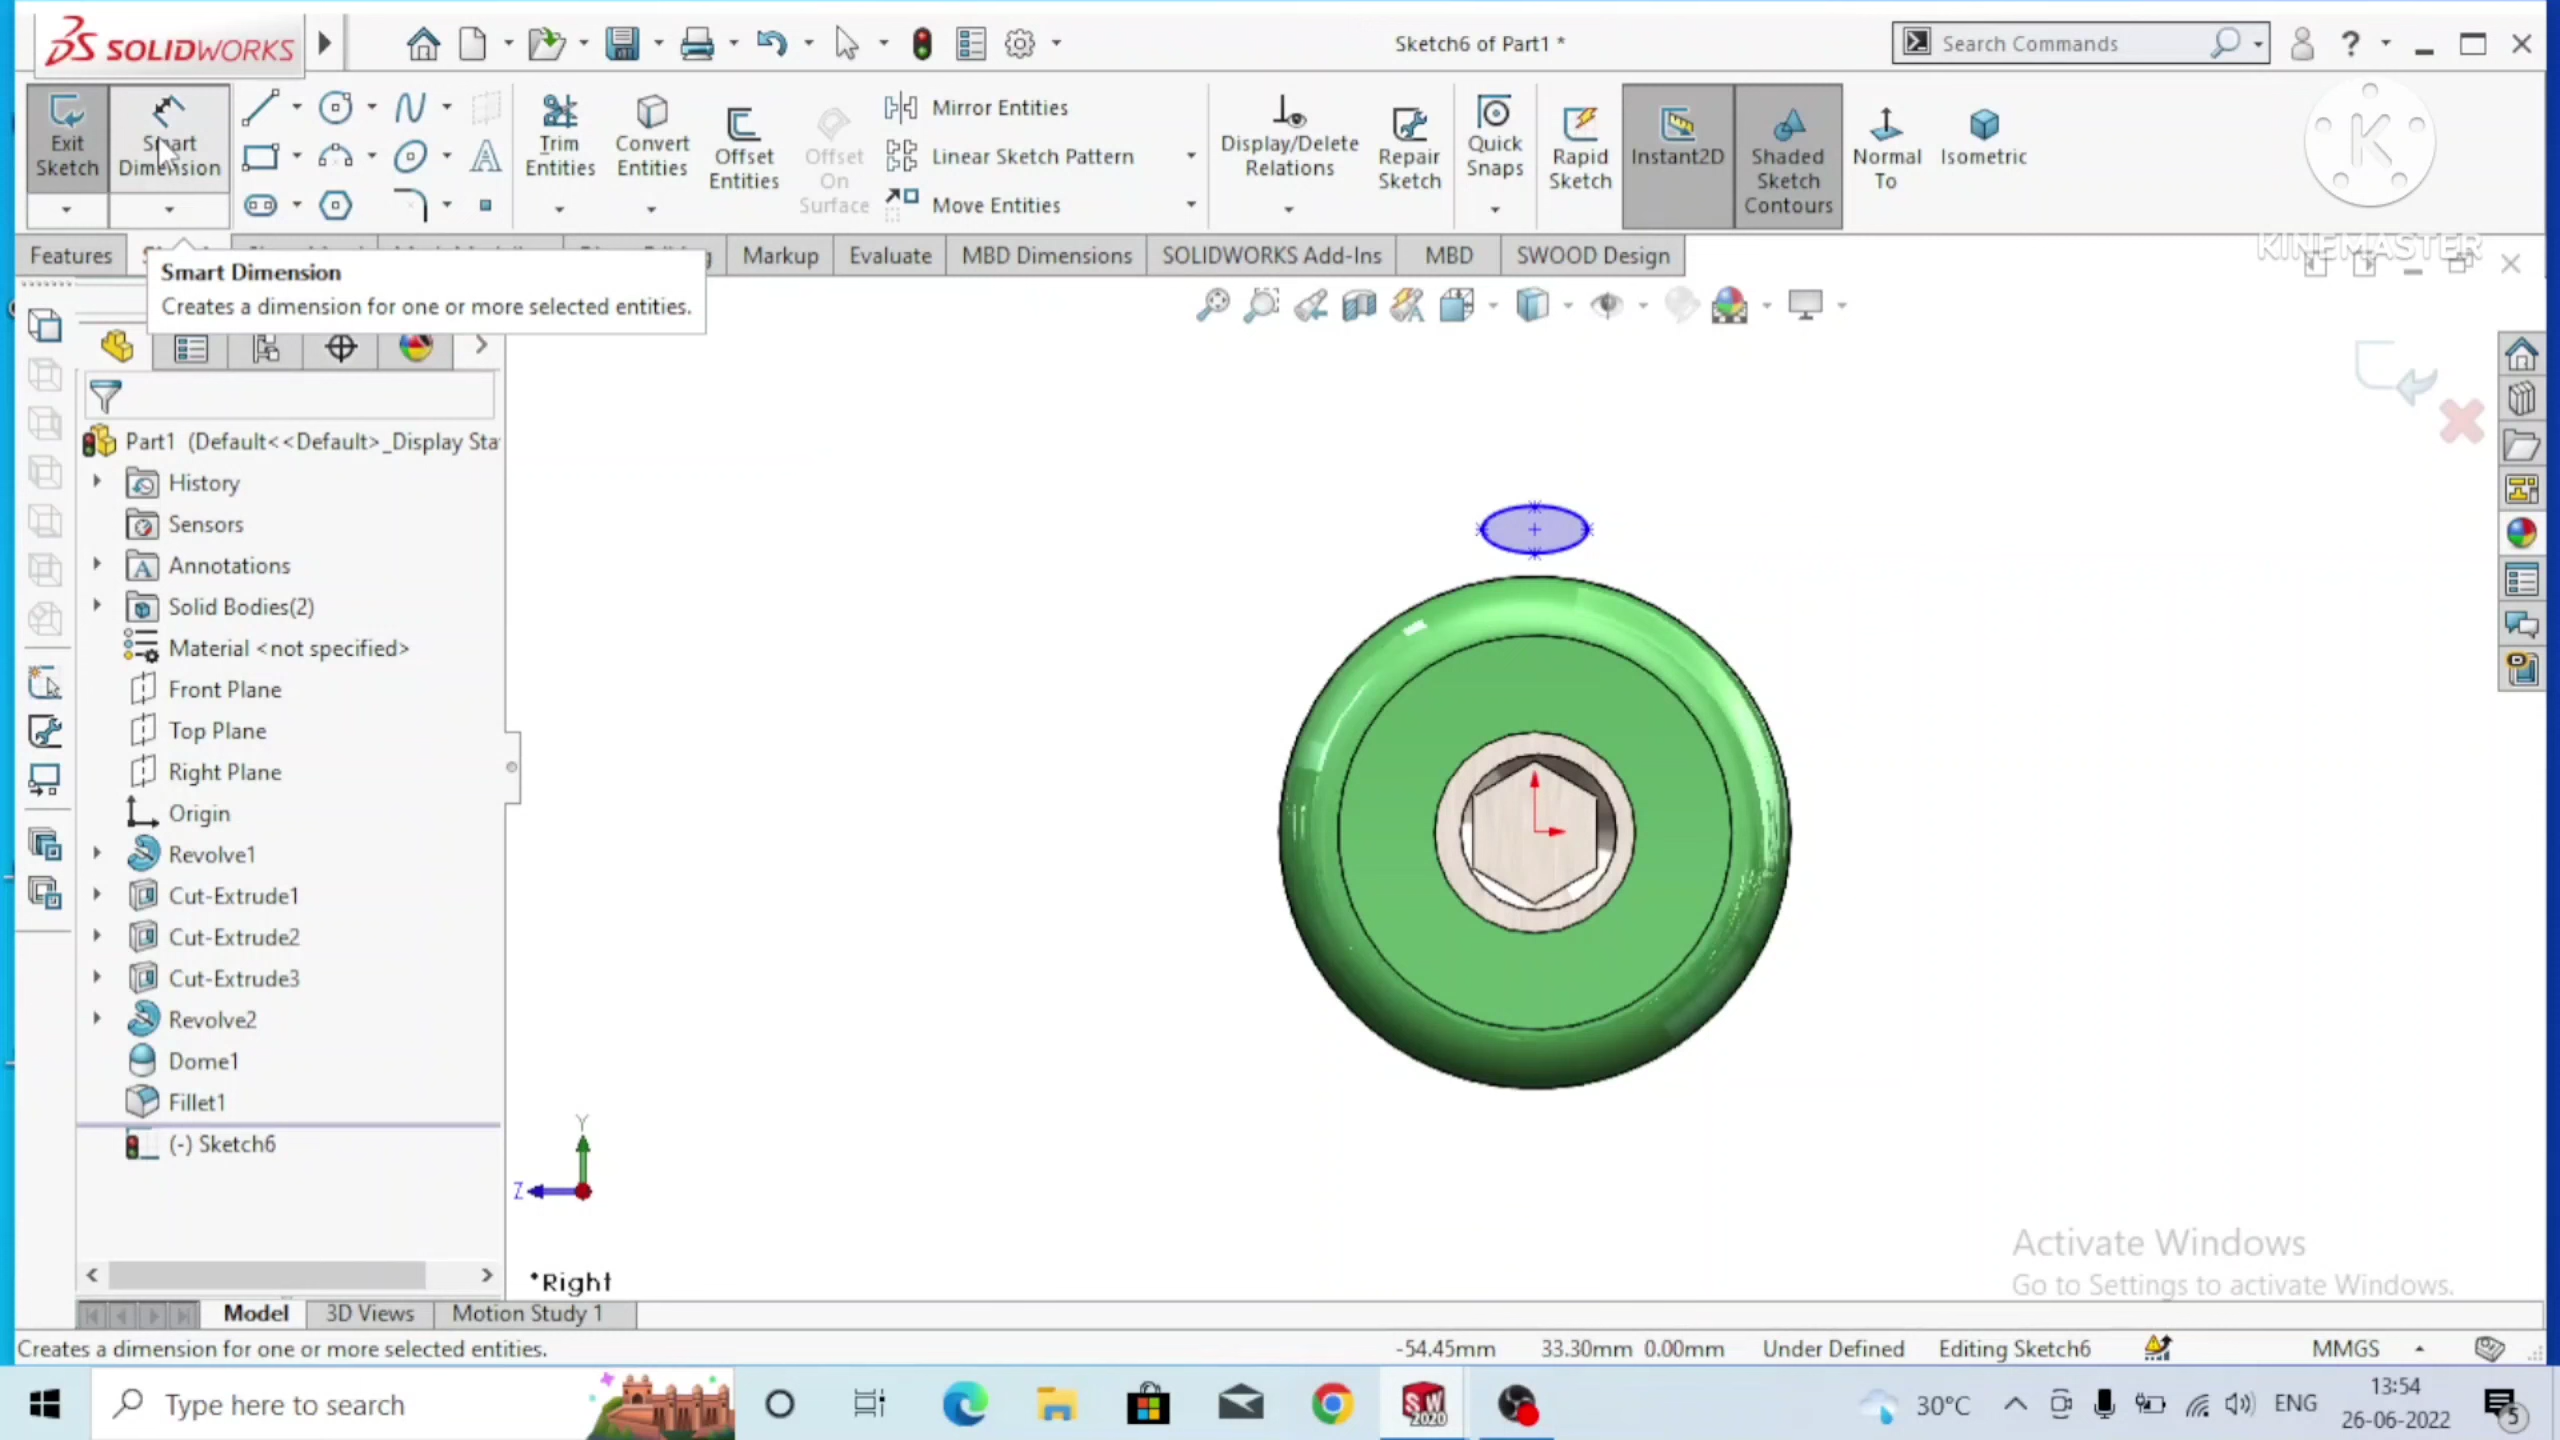 SOLIDWORKS
Sketch6 of Part1 *
Search Commands
Exit Sketch
Smart Dimension
Trim Entities
Convert Entities
Offset Entities
Offset On Surface
Mirror Entities
Linear Sketch Pattern
Move Entities
Display/Delete Relations
Repair Sketch
Quick Snaps
Rapid Sketch
Instant2D
Shaded Sketch Contours
Normal To
Isometric
K
KINEMASTER
Features
Markup
Evaluate
MBD Dimensions
SOLIDWORKS Add-Ins
MBD
SWOOD Design
Smart Dimension
Creates a dimension for one or more selected entities.
Part1 (Default<<Default>_Display Sta
History
Sensors
Annotations
Solid Bodies(2)
Material <not specified>
Front Plane
Top Plane
Right Plane
Origin
Revolve1
Cut-Extrude1
Cut-Extrude2
Cut-Extrude3
Revolve2
Dome1
Fillet1
(-) Sketch6
Y
Z
*Right
Activate Windows
Go to Settings to activate Windows.
Model
3D Views
Motion Study 1
Creates a dimension for one or more selected entities.
-54.45mm
33.30mm 0.00mm
Under Defined
Editing Sketch6
MMGS
Type here to search
SW
2020
30°C
ENG
13:54
26-06-2022
5